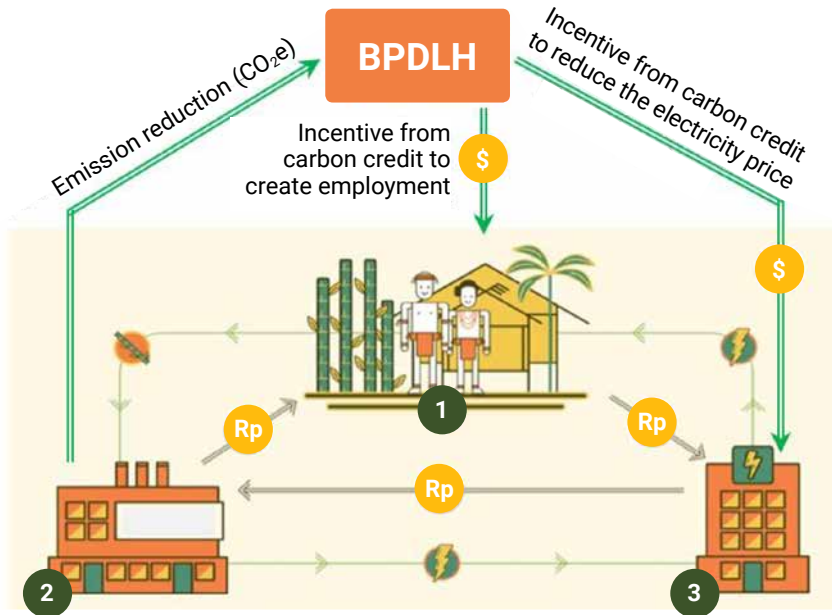 BPDLH
Emission reduction (CO₂e)
Incentive from
carbon credit to
create employment
$
Incentive from carbon credit
to reduce the electricity price
$
1
Rp
Rp
Rp
2
3